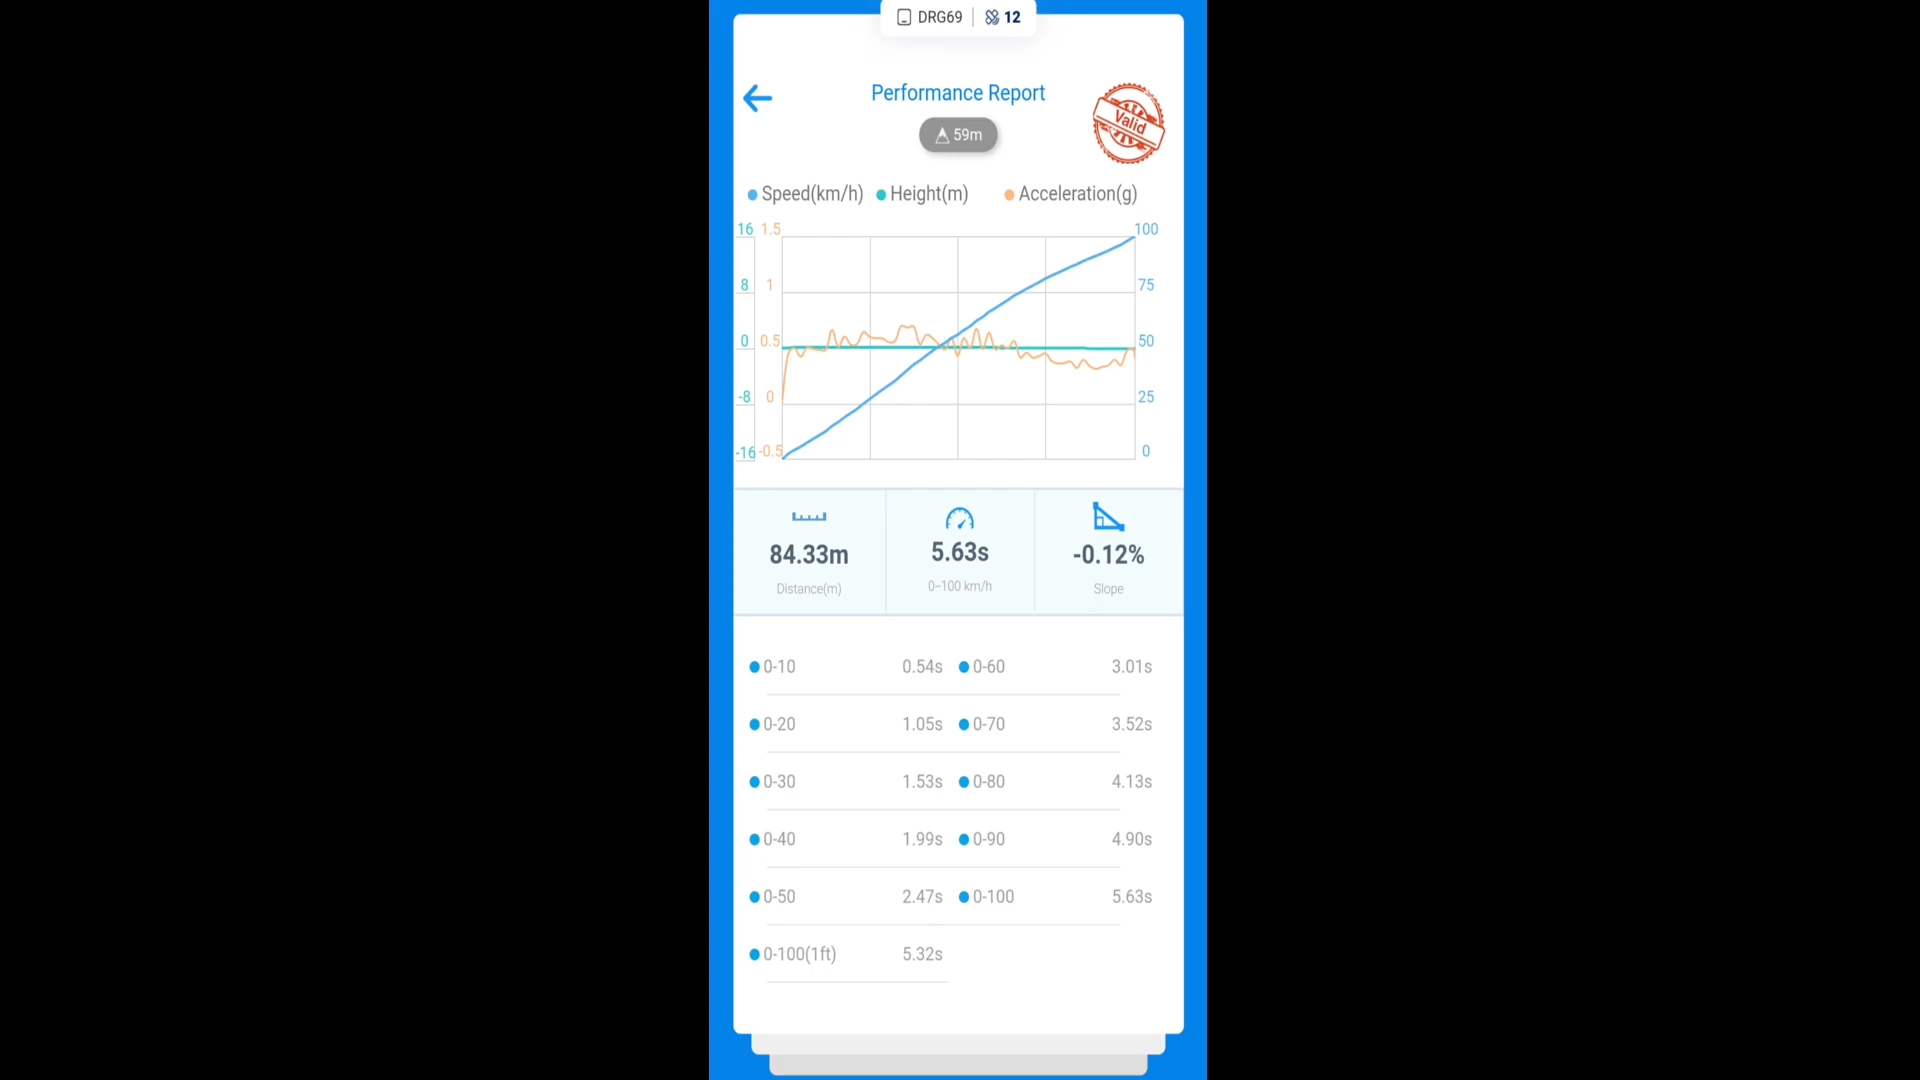 DRG69 | 12
Performance Report
59m
Valid
Speed(km/h) Height(m) Acceleration(g)
16 1.5 100
8 1 75
0 0.5 50
-8 0 25
-16 -0.5 0
84.33m 5.63s -0.12%
Distance(m) 0-100 km/h Slope
0-10 0.54s 0-60 3.01s
0-20 1.05s 0-70 3.52s
0-30 1.53s 0-80 4.13s
0-40 1.99s 0-90 4.90s
0-50 2.47s 0-100 5.63s
0-100(1ft) 5.32s